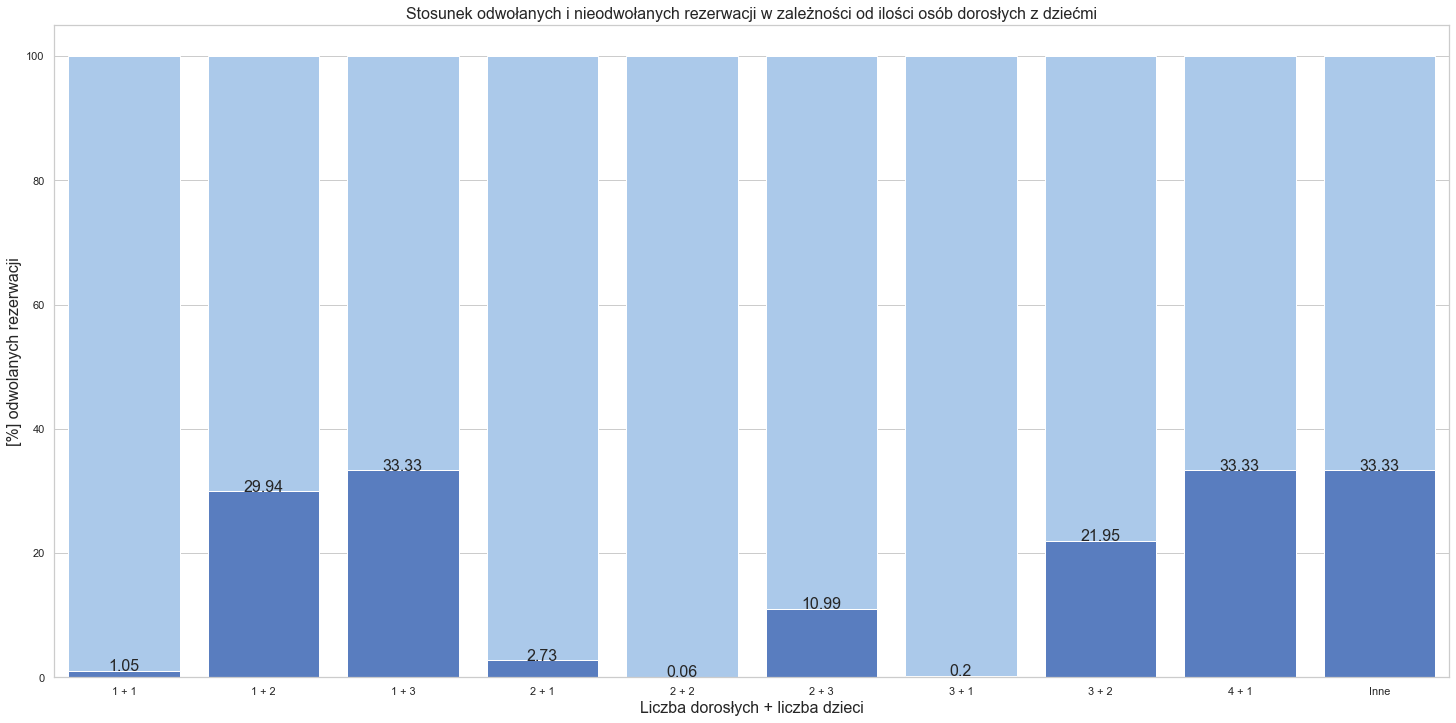 Stosunek odwołanych i nieodwołanych rezerwacji w zależności od ilości osób dorosłych z dziećmi
[%] odwolanych rezerwacji
100
80
60
40
20
0
1.05
29.94
33.33
2.73
0.06
10.99
0.2
21.95
33.33
33.33
1 + 1
1 + 2
1 + 3
2 + 1
2 + 2
2 + 3
3 + 1
3 + 2
4 + 1
Inne
Liczba dorosłych + liczba dzieci